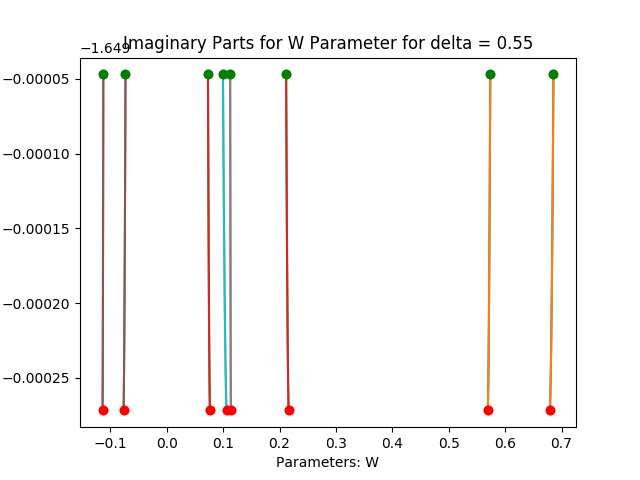 Imaginary Parts for W Parameter for delta = 0.55
−1.649
−0.00005
−0.00010
−0.00015
−0.00020
−0.00025
−0.1 0.0 0.1 0.2 0.3 0.4 0.5 0.6 0.7
Parameters: W